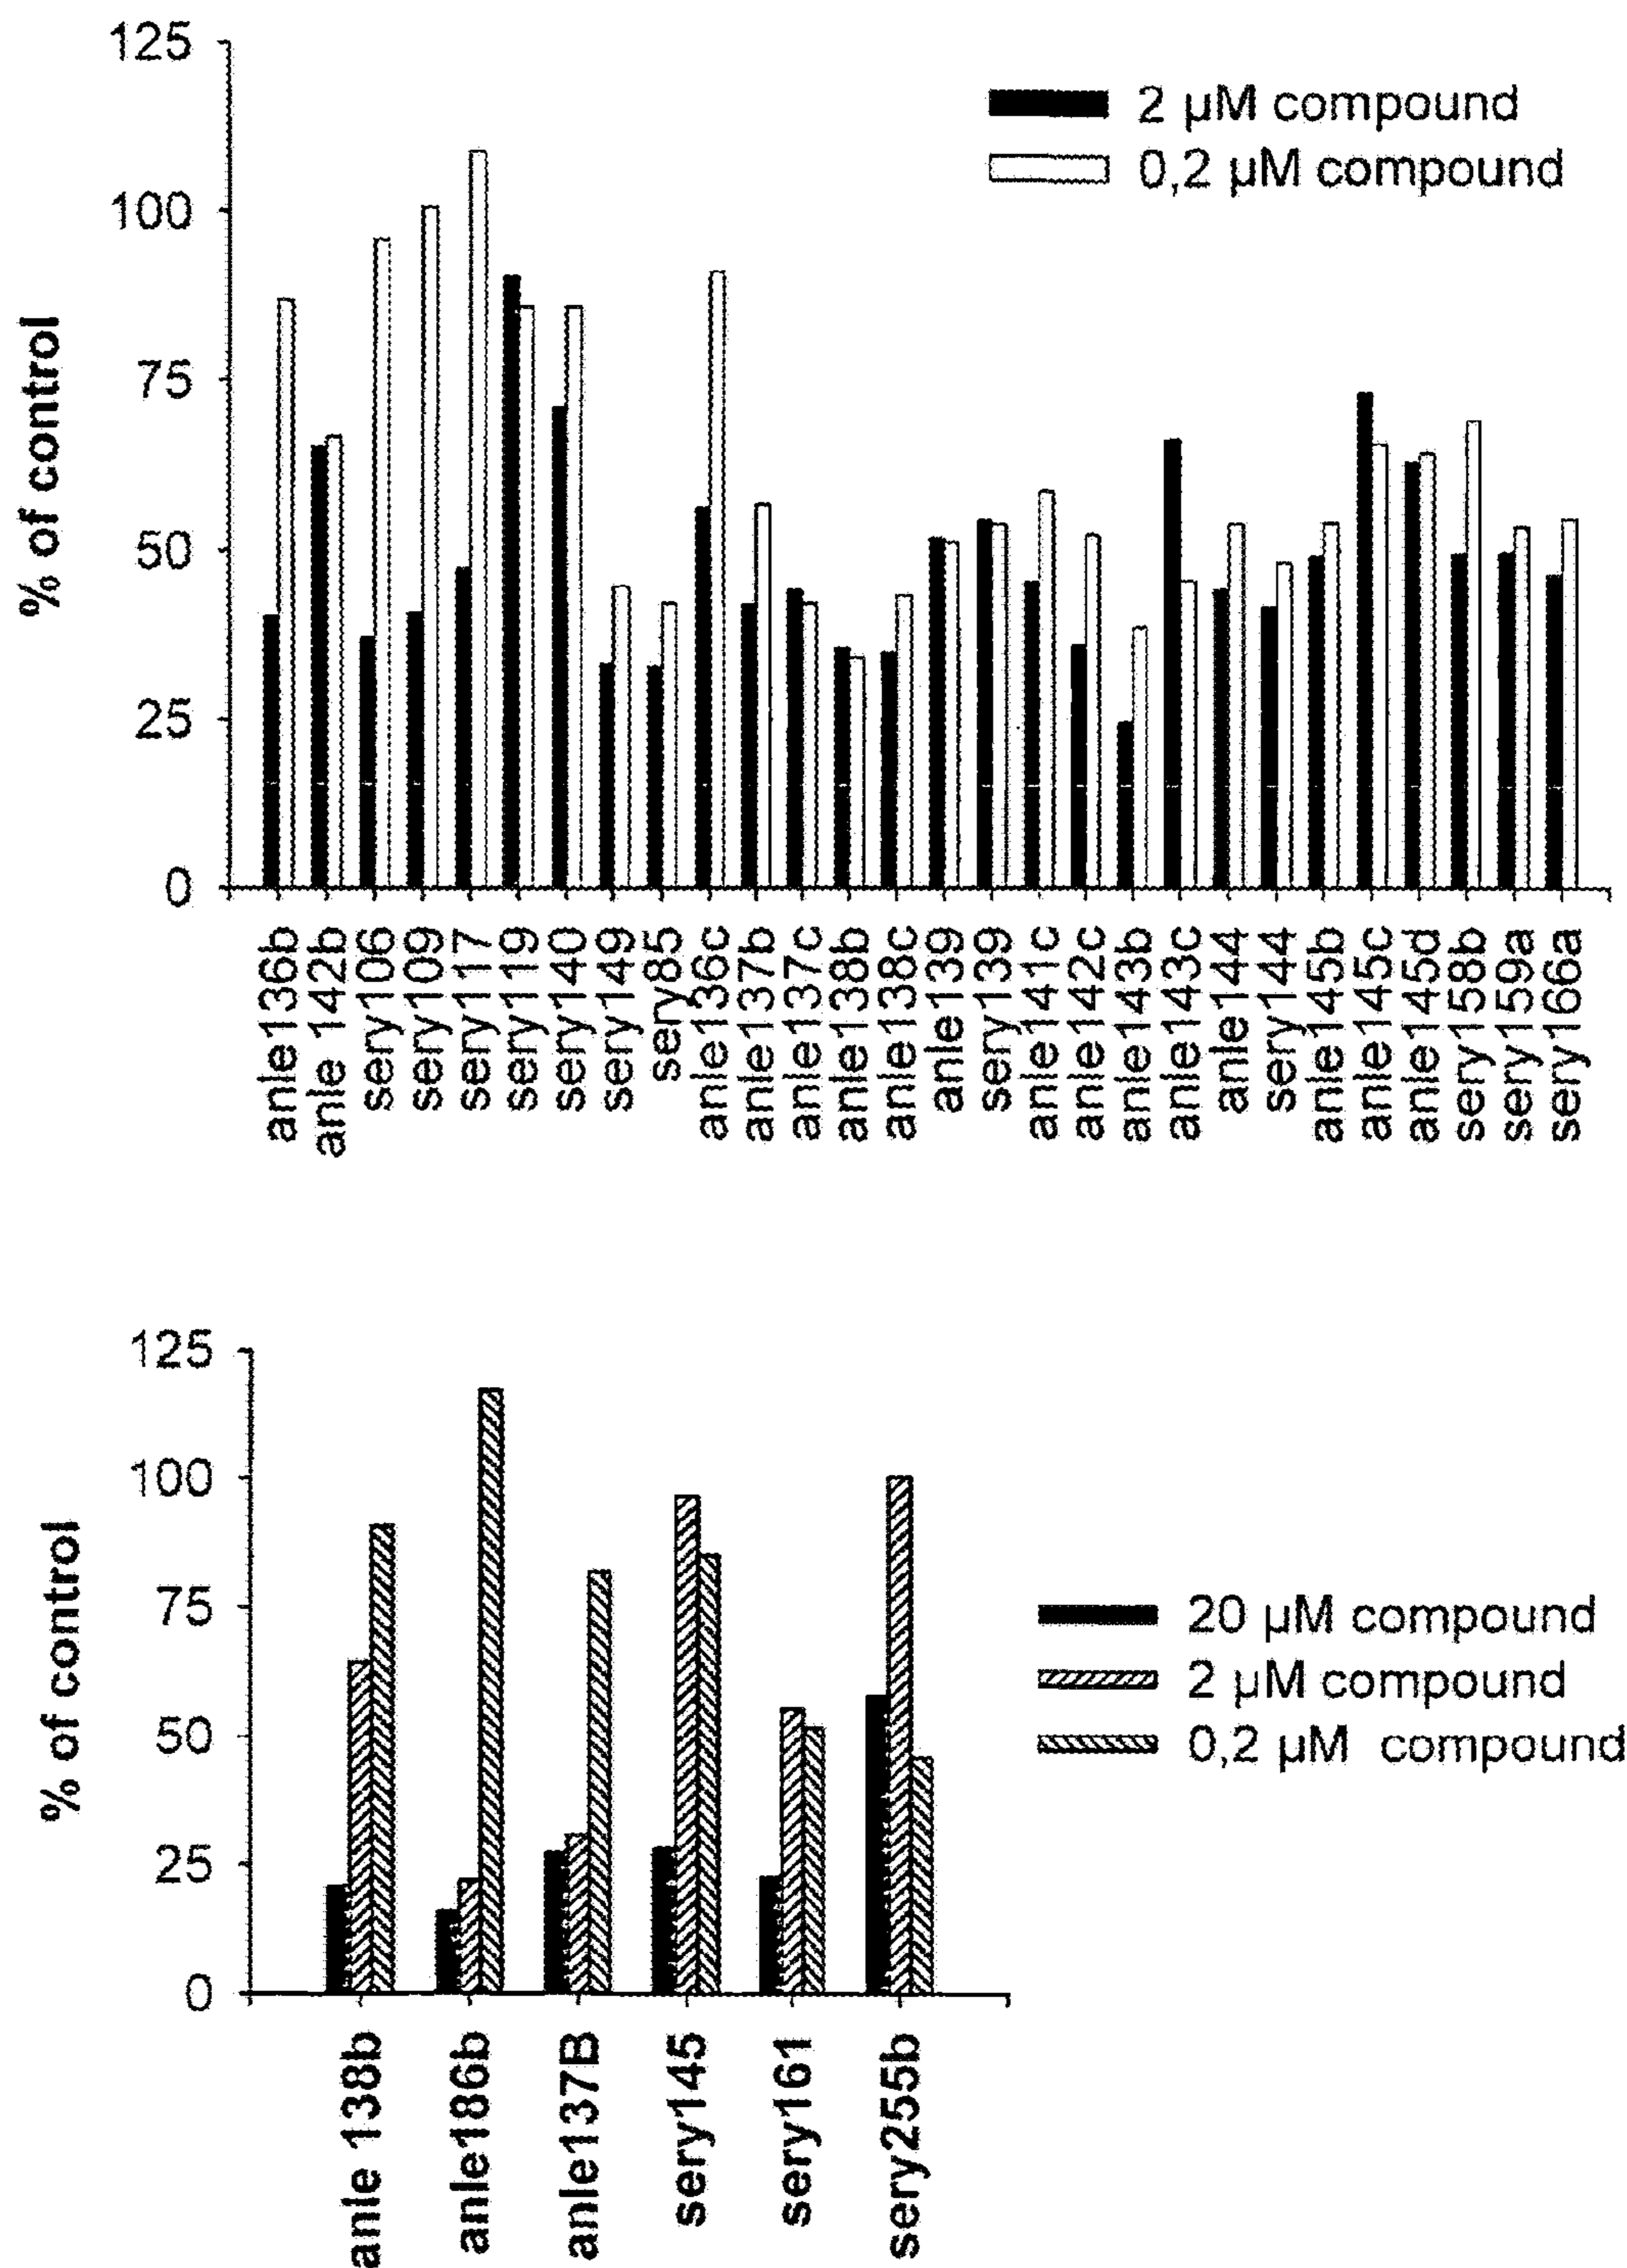 125
2 µM compound
0,2 µM compound
100
75
50
25
0
% of control
anle136b
anle 142b
sery106
sery109
sery117
sery119
sery140
sery149
sery85
anle136c
anle137b
anle137c
anle138b
anle138c
anle139
sery139
anle141c
anle142c
anle143b
anle143c
anle144
sery144
anle145b
anle145c
anle145d
sery158b
sery159a
sery166a
125
100
75
50
25
0
% of control
20 µM compound
2 µM compound
0,2 µM compound
anle 138b
anle186b
anle137B
sery145
sery161
sery255b